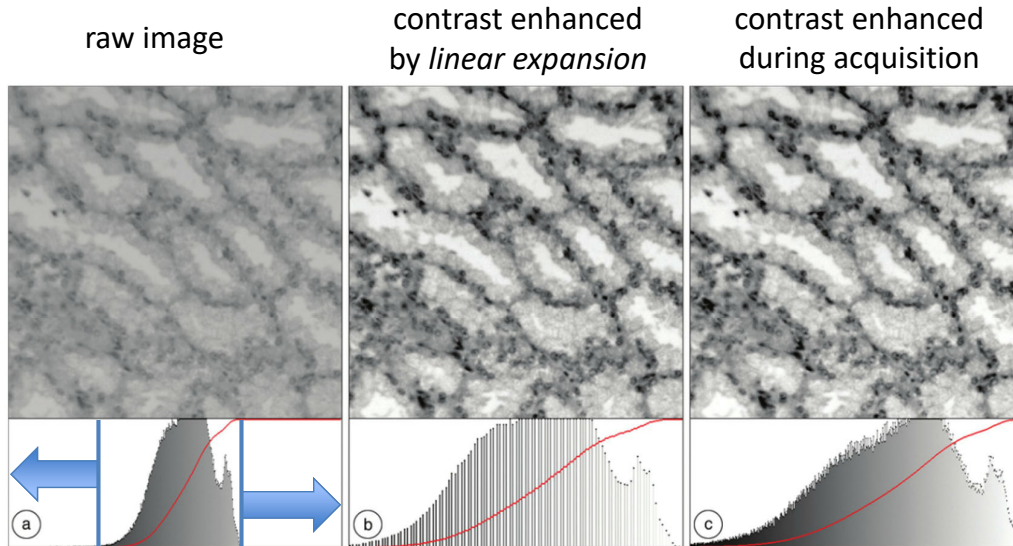 raw image
contrast enhanced
by linear expansion
contrast enhanced
during acquisition
a
b
c